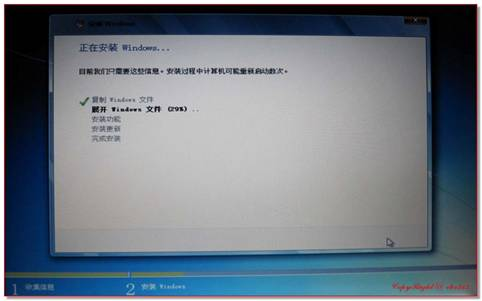 安装 Windows
正在安装 Windows...
目前我们只需要这些信息。安装过程中计算机可能重新启动数次。
复制 Windows 文件
展开 Windows 文件 (29%) ..
安装功能
安装更新
完成安装
1 收集信息
2 安装 Windows
CopyRight